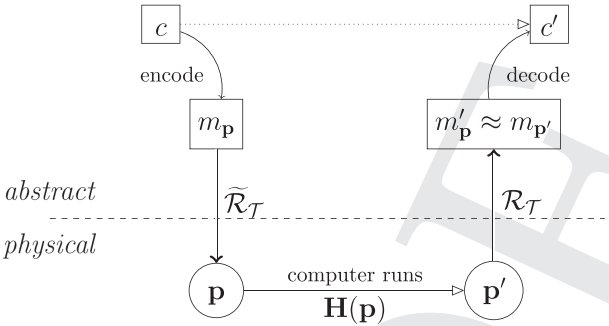 c
c′
encode
decode
m_p
m′_p ≈ m_p′
abstract
R̃_T
R_T
physical
p
computer runs
p′
H(p)